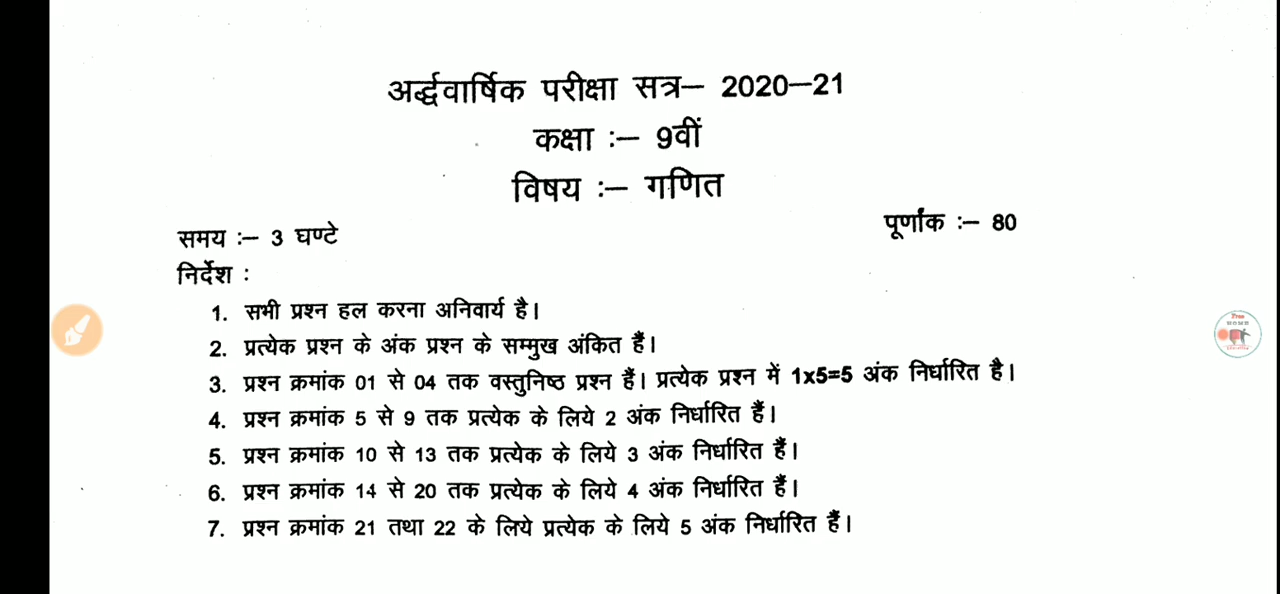 अर्द्धवार्षिक परीक्षा सत्र– 2020–21
कक्षा :– 9वीं
विषय :– गणित
समय :– 3 घण्टे
पूर्णांक :– 80
निर्देश :
1. सभी प्रश्न हल करना अनिवार्य है।
2. प्रत्येक प्रश्न के अंक प्रश्न के सम्मुख अंकित हैं।
3. प्रश्न क्रमांक 01 से 04 तक वस्तुनिष्ठ प्रश्न हैं। प्रत्येक प्रश्न में 1x5=5 अंक निर्धारित है।
4. प्रश्न क्रमांक 5 से 9 तक प्रत्येक के लिये 2 अंक निर्धारित हैं।
5. प्रश्न क्रमांक 10 से 13 तक प्रत्येक के लिये 3 अंक निर्धारित हैं।
6. प्रश्न क्रमांक 14 से 20 तक प्रत्येक के लिये 4 अंक निर्धारित हैं।
7. प्रश्न क्रमांक 21 तथा 22 के लिये प्रत्येक के लिये 5 अंक निर्धारित हैं।
Free